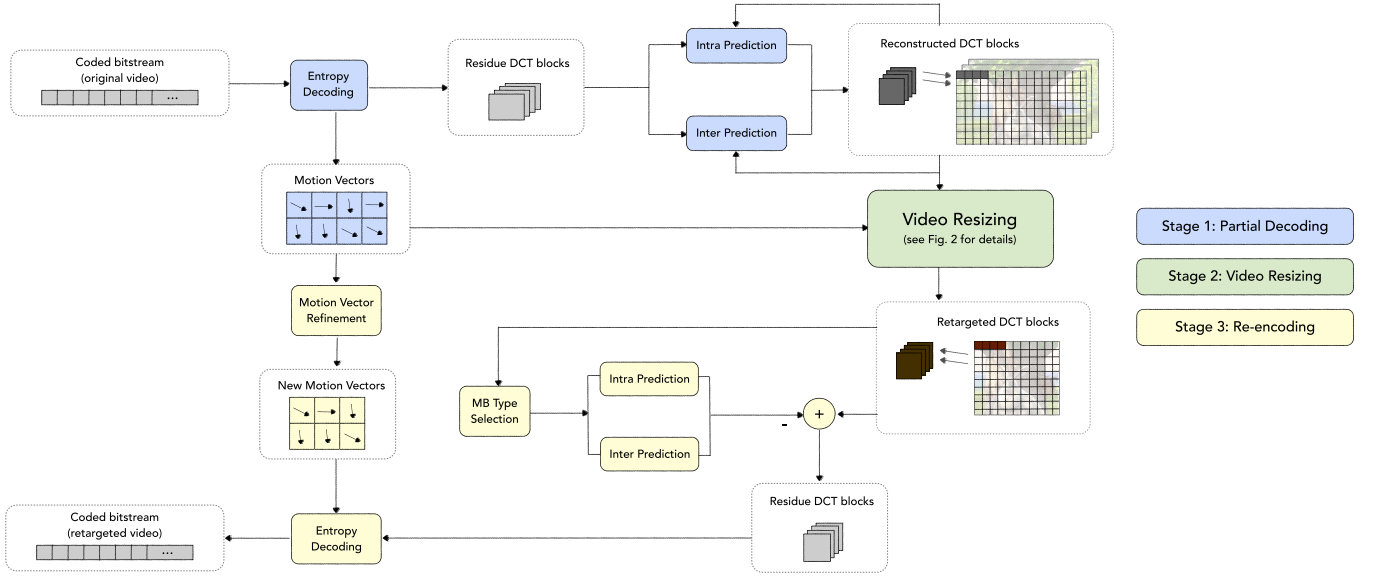 Coded bitstream
(original video)
...
Entropy
Decoding
Residue DCT blocks
Intra Prediction
Inter Prediction
Reconstructed DCT blocks
Motion Vectors
Video Resizing
(see Fig. 2 for details)
Stage 1: Partial Decoding
Stage 2: Video Resizing
Stage 3: Re-encoding
Motion Vector
Refinement
Retargeted DCT blocks
New Motion Vectors
MB Type
Selection
Intra Prediction
Inter Prediction
+
-
Residue DCT blocks
Entropy
Decoding
Coded bitstream
(retargeted video)
...